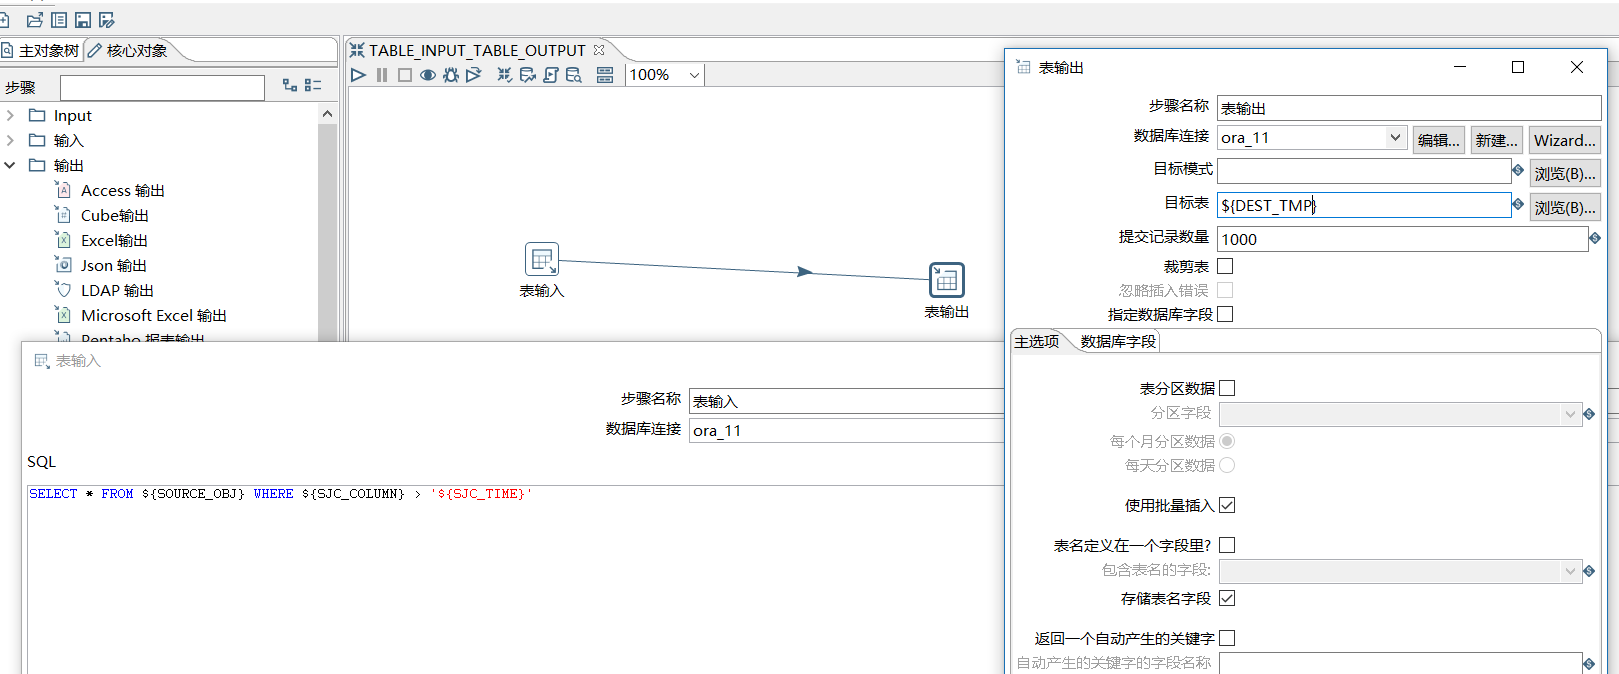 主对象树
核心对象
步骤
Input
输入
输出
Access 输出
Cube输出
Excel输出
Json 输出
LDAP 输出
Microsoft Excel 输出
Pentaho 报表输出
TABLE_INPUT_TABLE_OUTPUT
100%
表输入
表输出
表输入
步骤名称 表输入
数据库连接 ora_11
SQL
SELECT * FROM ${SOURCE_OBJ} WHERE ${SJC_COLUMN} > '${SJC_TIME}'
表输出
步骤名称 表输出
数据库连接 ora_11 编辑... 新建... Wizard...
目标模式 浏览(B)...
目标表 ${DEST_TMP} 浏览(B)...
提交记录数量 1000
裁剪表
忽略插入错误
指定数据库字段
主选项 数据库字段
表分区数据
分区字段
每个月分区数据
每天分区数据
使用批量插入
表名定义在一个字段里?
包含表名的字段:
存储表名字段
返回一个自动产生的关键字
自动产生的关键字的字段名称